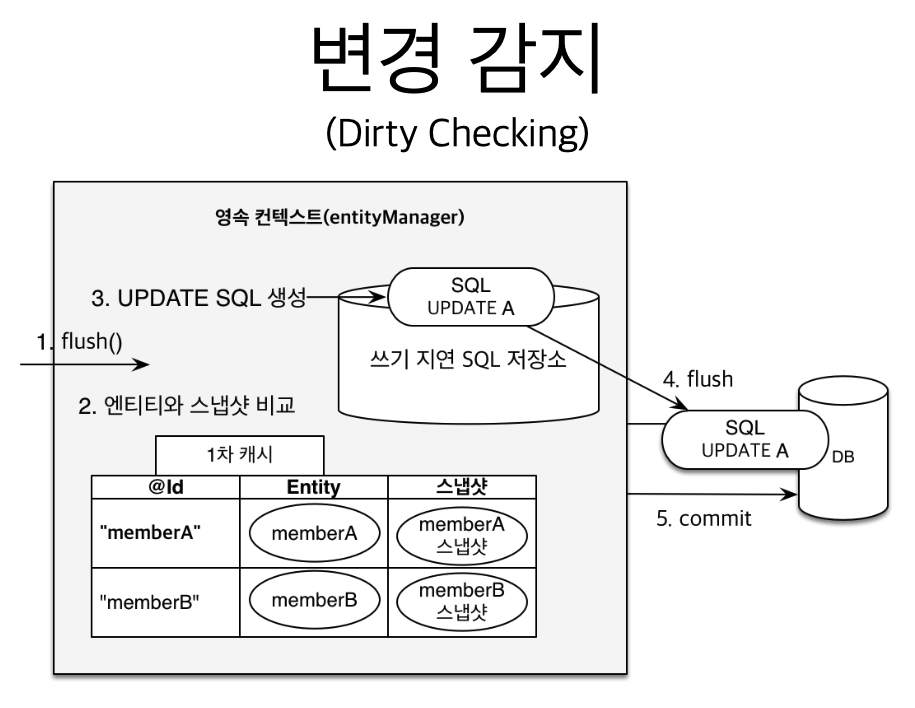 변경 감지
(Dirty Checking)
영속 컨텍스트(entityManager)
3. UPDATE SQL 생성
SQL
UPDATE A
쓰기 지연 SQL 저장소
1. flush()
2. 엔티티와 스냅샷 비교
4. flush
SQL
UPDATE A
DB
5. commit
1차 캐시
@Id Entity 스냅샷
"memberA" memberA memberA
스냅샷
"memberB" memberB memberB
스냅샷